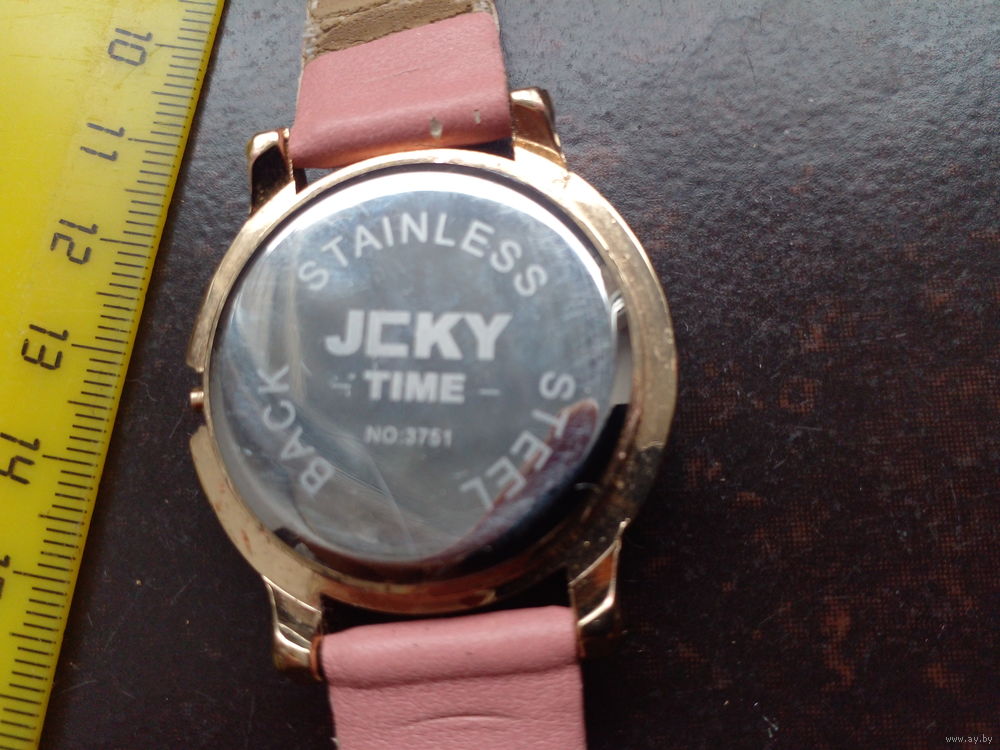 10
11
12
13
14
STAINLESS
STEEL
BACK
JCKY
TIME
NO:3751
www.ay.by